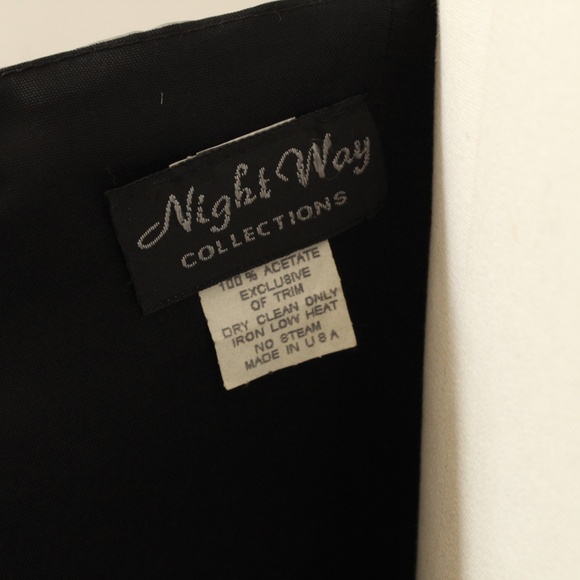 Night Way
COLLECTIONS
100% ACETATE
EXCLUSIVE
OF TRIM
DRY CLEAN ONLY
IRON LOW HEAT
NO STEAM
MADE IN USA